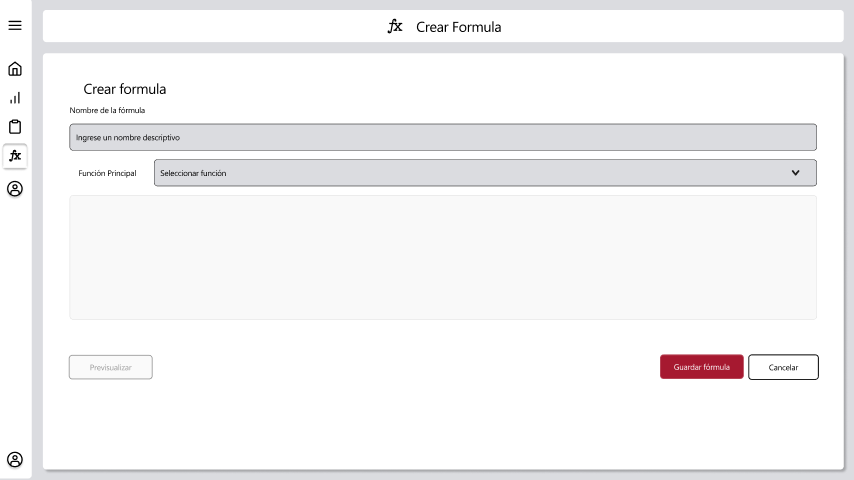 fx Crear Formula
fx
Crear formula
Nombre de la fórmula
Ingrese un nombre descriptivo
Función Principal
Seleccionar función
Previsualizar
Guardar fórmula
Cancelar